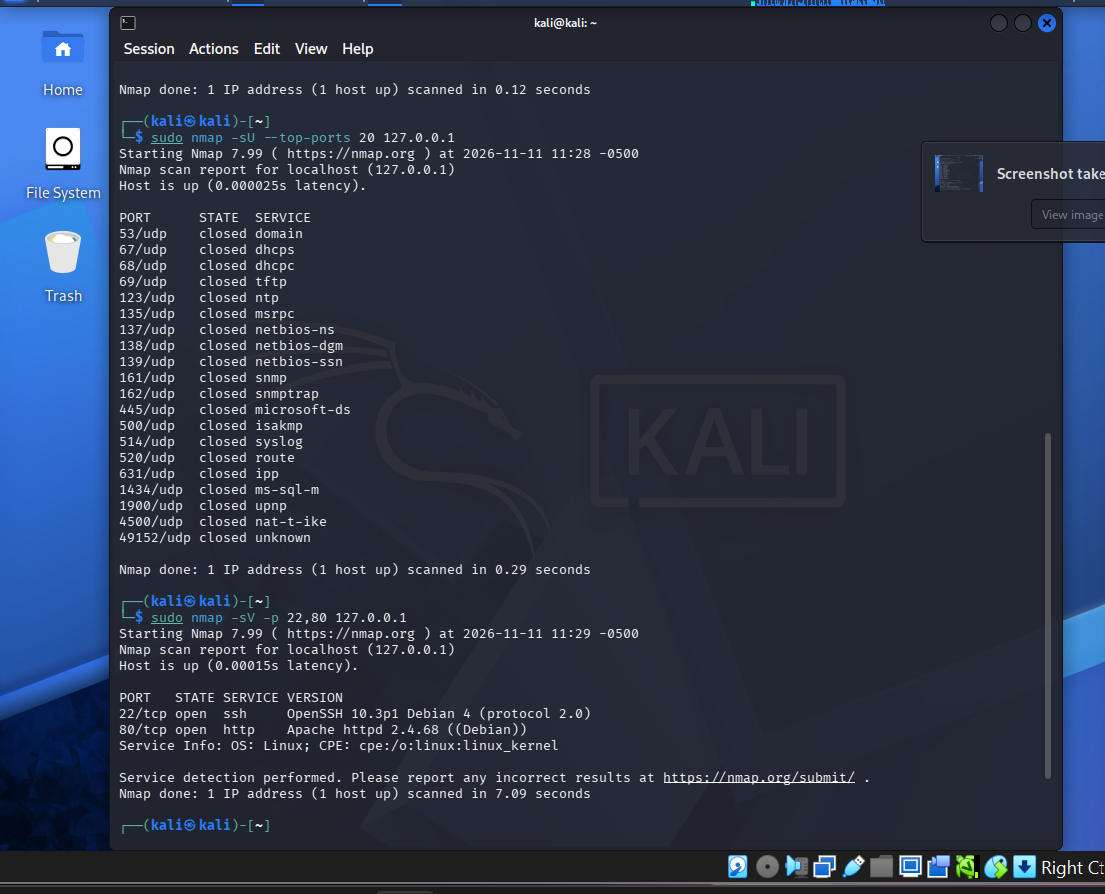 kali@kali: ~
Session Actions Edit View Help
Home
File System
Trash
Nmap done: 1 IP address (1 host up) scanned in 0.12 seconds
┌──(kali㉿kali)-[~]
└─$ sudo nmap -sU --top-ports 20 127.0.0.1
Starting Nmap 7.99 ( https://nmap.org ) at 2026-11-11 11:28 -0500
Nmap scan report for localhost (127.0.0.1)
Host is up (0.000025s latency).
PORT      STATE  SERVICE
53/udp    closed domain
67/udp    closed dhcps
68/udp    closed dhcpc
69/udp    closed tftp
123/udp   closed ntp
135/udp   closed msrpc
137/udp   closed netbios-ns
138/udp   closed netbios-dgm
139/udp   closed netbios-ssn
161/udp   closed snmp
162/udp   closed snmptrap
445/udp   closed microsoft-ds
500/udp   closed isakmp
514/udp   closed syslog
520/udp   closed route
631/udp   closed ipp
1434/udp  closed ms-sql-m
1900/udp  closed upnp
4500/udp  closed nat-t-ike
49152/udp closed unknown
Nmap done: 1 IP address (1 host up) scanned in 0.29 seconds
┌──(kali㉿kali)-[~]
└─$ sudo nmap -sV -p 22,80 127.0.0.1
Starting Nmap 7.99 ( https://nmap.org ) at 2026-11-11 11:29 -0500
Nmap scan report for localhost (127.0.0.1)
Host is up (0.00015s latency).
PORT   STATE SERVICE VERSION
22/tcp open  ssh     OpenSSH 10.3p1 Debian 4 (protocol 2.0)
80/tcp open  http    Apache httpd 2.4.68 ((Debian))
Service Info: OS: Linux; CPE: cpe:/o:linux:linux_kernel
Service detection performed. Please report any incorrect results at https://nmap.org/submit/ .
Nmap done: 1 IP address (1 host up) scanned in 7.09 seconds
┌──(kali㉿kali)-[~]
KALI
Screenshot take
View image
Right Ct